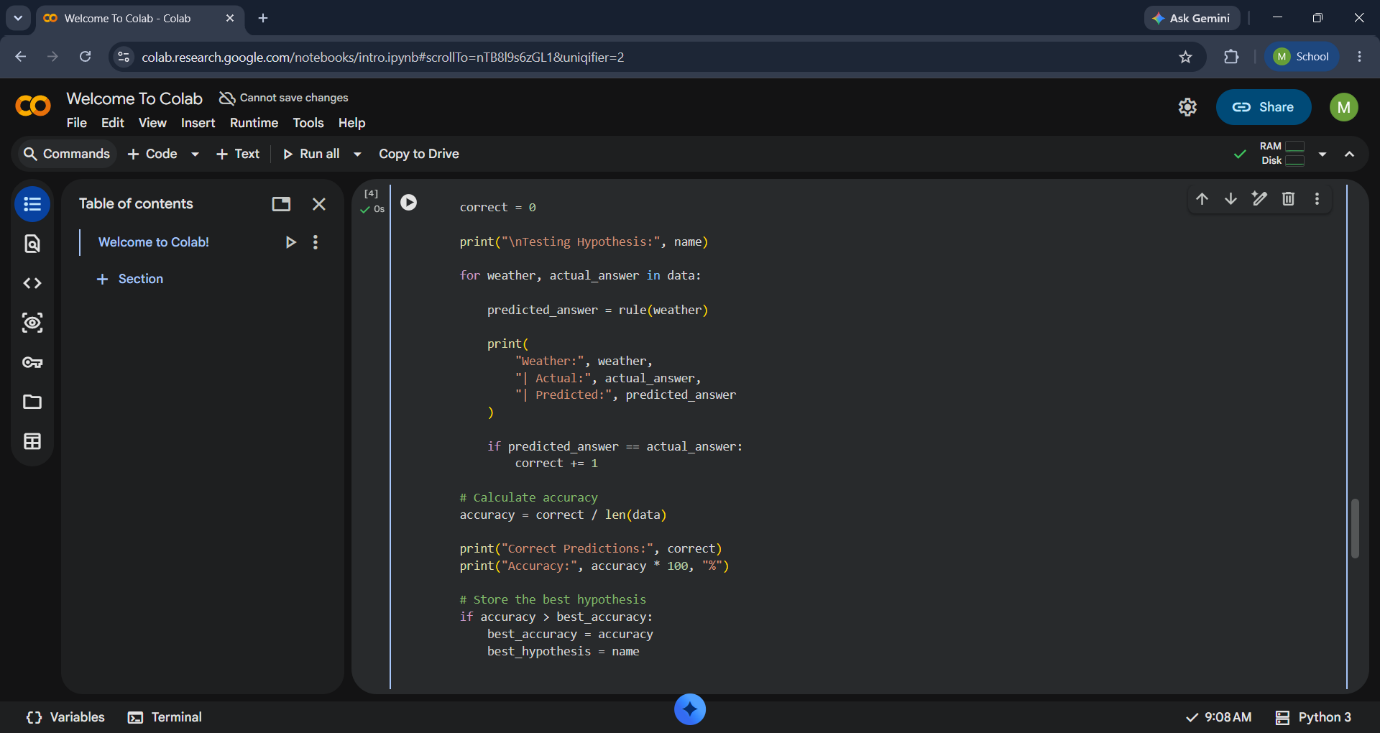 Welcome To Colab - Colab
Ask Gemini
colab.research.google.com/notebooks/intro.ipynb#scrollTo=nTB8I9s6zGL1&uniqifier=2
M School
Welcome To Colab
Cannot save changes
File Edit View Insert Runtime Tools Help
Share
M
Commands + Code + Text Run all Copy to Drive
RAM
Disk
Table of contents
Welcome to Colab!
+ Section
[4]
0s
correct = 0
print("\nTesting Hypothesis:", name)
for weather, actual_answer in data:
predicted_answer = rule(weather)
print(
"Weather:", weather,
"| Actual:", actual_answer,
"| Predicted:", predicted_answer
)
if predicted_answer == actual_answer:
correct += 1
# Calculate accuracy
accuracy = correct / len(data)
print("Correct Predictions:", correct)
print("Accuracy:", accuracy * 100, "%")
# Store the best hypothesis
if accuracy > best_accuracy:
best_accuracy = accuracy
best_hypothesis = name
{} Variables
Terminal
9:08 AM
Python 3